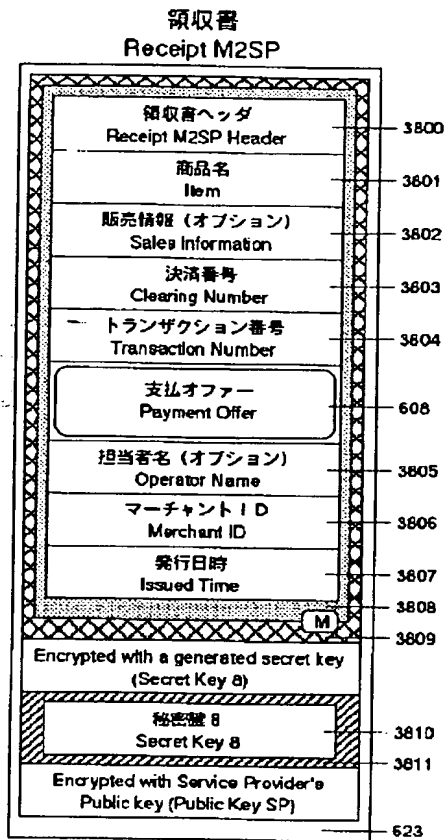 領収書
Receipt M2SP
領収書ヘッダ
Receipt M2SP Header
3800
商品名
Item
3801
販売情報（オプション）
Sales Information
3802
決済番号
Clearing Number
3803
トランザクション番号
Transaction Number
3804
支払オファー
Payment Offer
608
担当者名（オプション）
Operator Name
3805
マーチャントID
Merchant ID
3806
発行日時
Issued Time
3807
3808
M
3809
Encrypted with a generated secret key
(Secret Key 8)
秘密鍵 8
Secret Key 8
3810
3811
Encrypted with Service Provider's
Public key (Public Key SP)
623